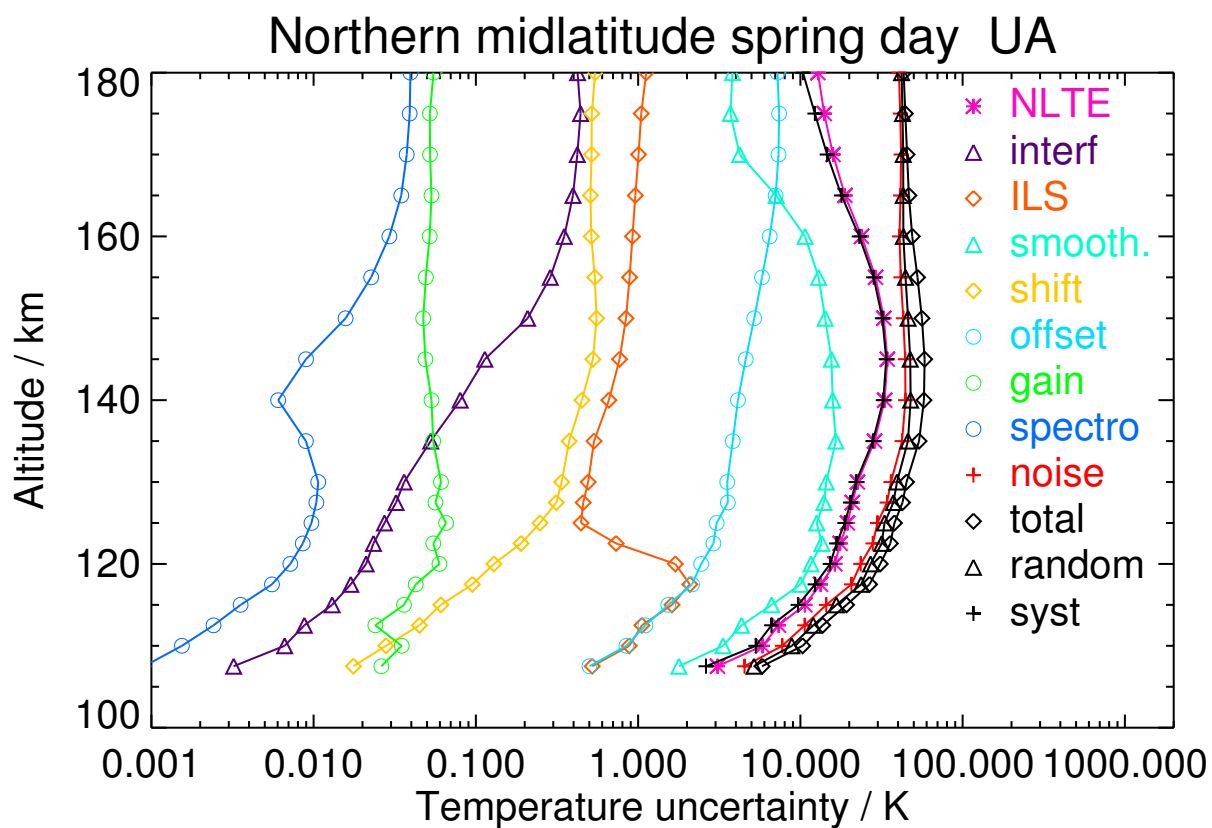 Northern midlatitude spring day  UA
180
160
140
120
100
Altitude / km
NLTE
interf
ILS
smooth.
shift
offset
gain
spectro
noise
total
random
syst
0.001 0.010 0.100 1.000 10.000 100.000 1000.000
Temperature uncertainty / K